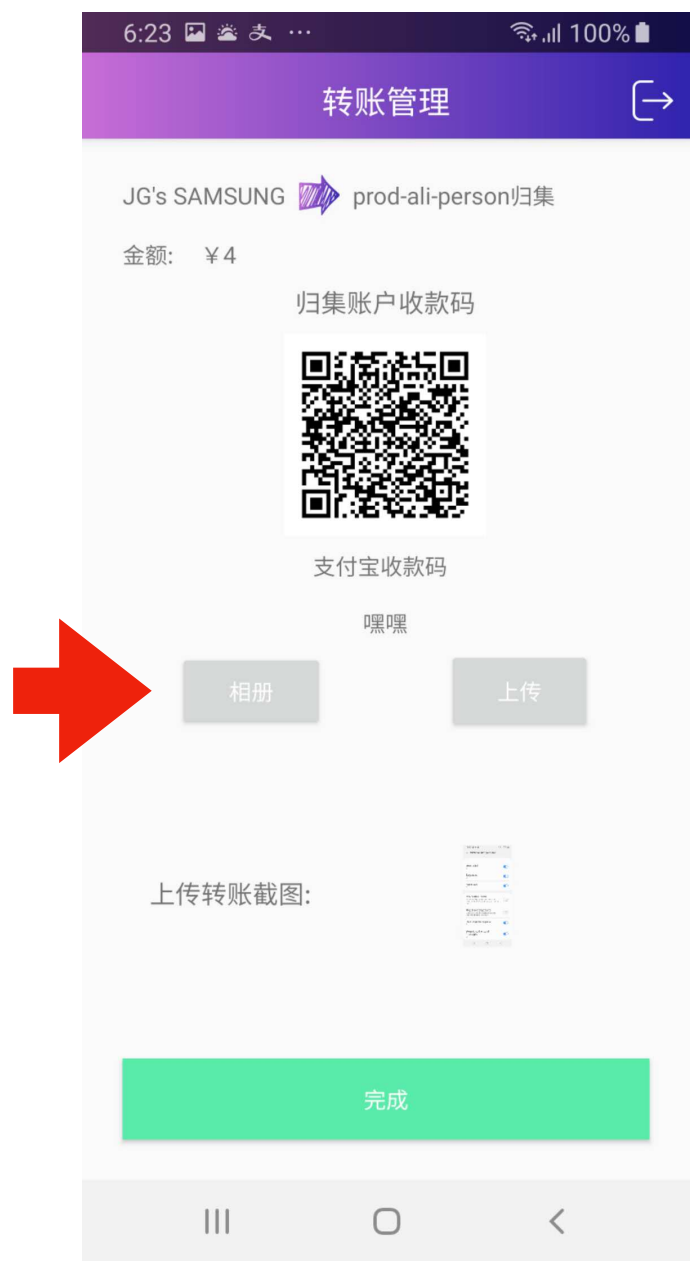 6:23 支 ··· 100%
转账管理
JG's SAMSUNG prod-ali-person归集
金额: ￥4
归集账户收款码
支付宝收款码
嘿嘿
相册 上传
上传转账截图:
完成